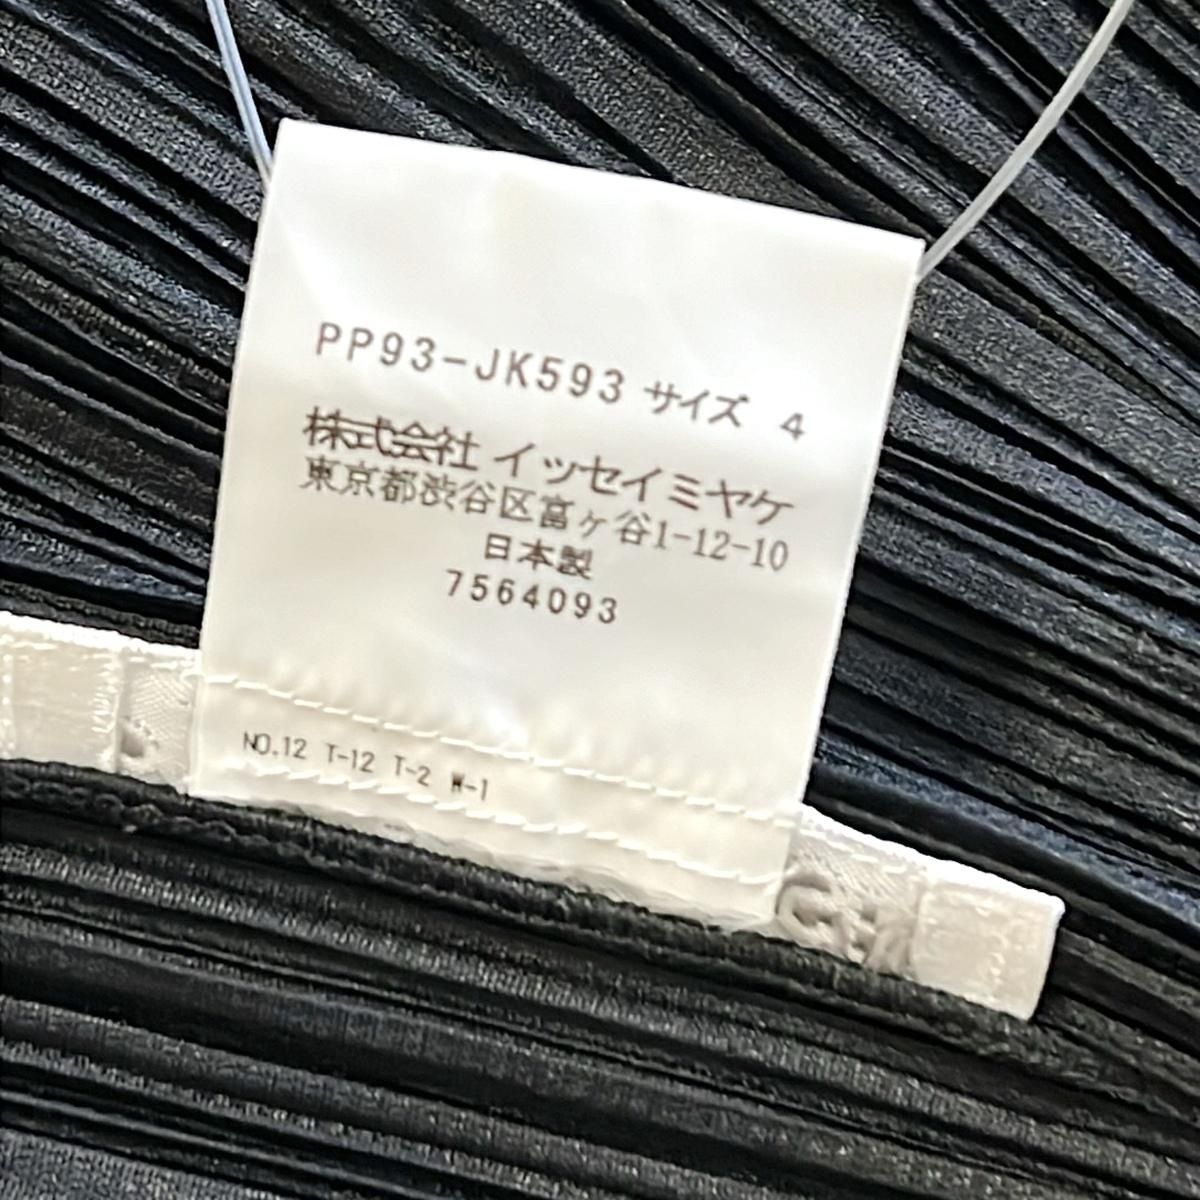 PP93-JK593 サイズ 4
株式会社 イッセイミヤケ
東京都渋谷区富ヶ谷1-12-10
日本製
7564093
NO.12 T-12 T-2 W-1